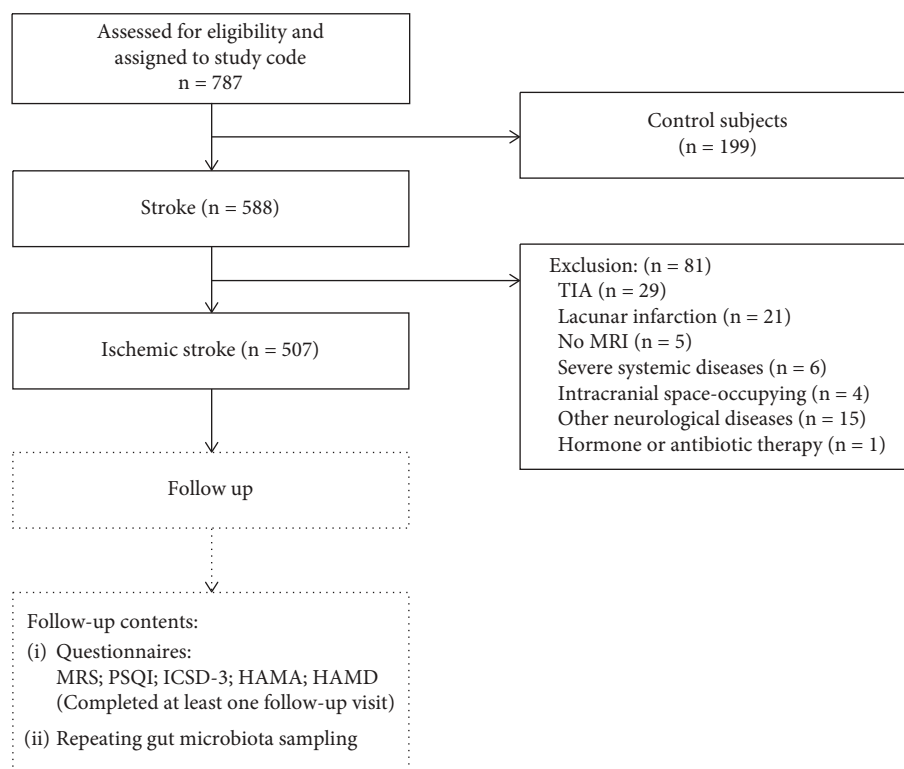 Assessed for eligibility and
assigned to study code
n = 787
Control subjects
(n = 199)
Stroke (n = 588)
Exclusion: (n = 81)
TIA (n = 29)
Lacunar infarction (n = 21)
No MRI (n = 5)
Severe systemic diseases (n = 6)
Intracranial space-occupying (n = 4)
Other neurological diseases (n = 15)
Hormone or antibiotic therapy (n = 1)
Ischemic stroke (n = 507)
Follow up
Follow-up contents:
(i) Questionnaires:
MRS; PSQI; ICSD-3; HAMA; HAMD
(Completed at least one follow-up visit)
(ii) Repeating gut microbiota sampling